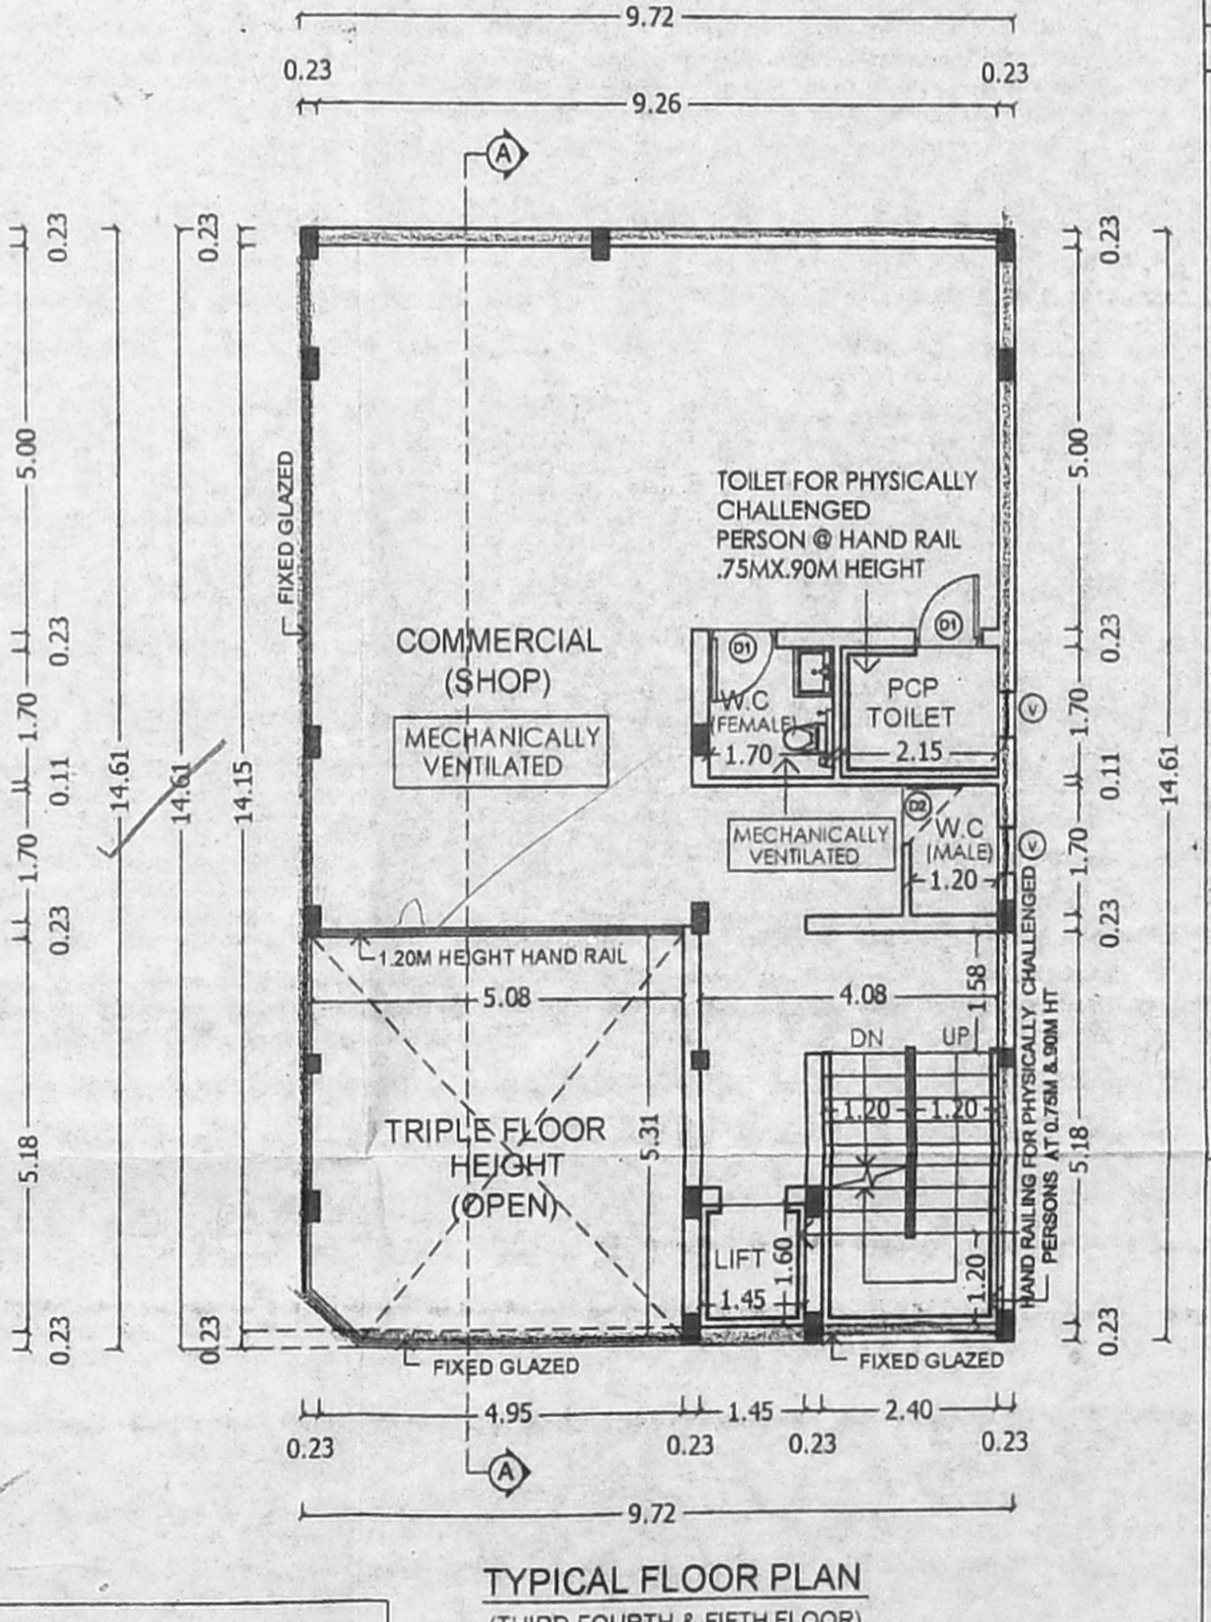 9.72
0.23
0.23
9.26
A
0.23
0.23
0.23
5.00
14.61
14.61
14.15
5.00
14.61
FIXED GLAZED
TOILET FOR PHYSICALLY
CHALLENGED
PERSON @ HAND RAIL
.75MX.90M HEIGHT
COMMERCIAL
(SHOP)
MECHANICALLY
VENTILATED
D1
D1
W.C
(FEMALE)
1.70
PCP
TOILET
2.15
V
0.23
1.70
0.11
1.70
0.23
0.23
1.70
0.11
1.70
0.23
MECHANICALLY
VENTILATED
D2
W.C
(MALE)
1.20
V
1.20M HEIGHT HAND RAIL
5.08
4.08
1.58
DN
UP
1.20
1.20
TRIPLE FLOOR
HEIGHT
(OPEN)
5.31
LIFT
1.60
1.45
1.20
HAND RAILING FOR PHYSICALLY CHALLENGED
PERSONS AT 0.75M & .90M HT
5.18
5.18
0.23
0.23
0.23
FIXED GLAZED
FIXED GLAZED
4.95
1.45
2.40
0.23
0.23
0.23
0.23
A
9.72
TYPICAL FLOOR PLAN
(THIRD FOURTH & FIFTH FLOOR)